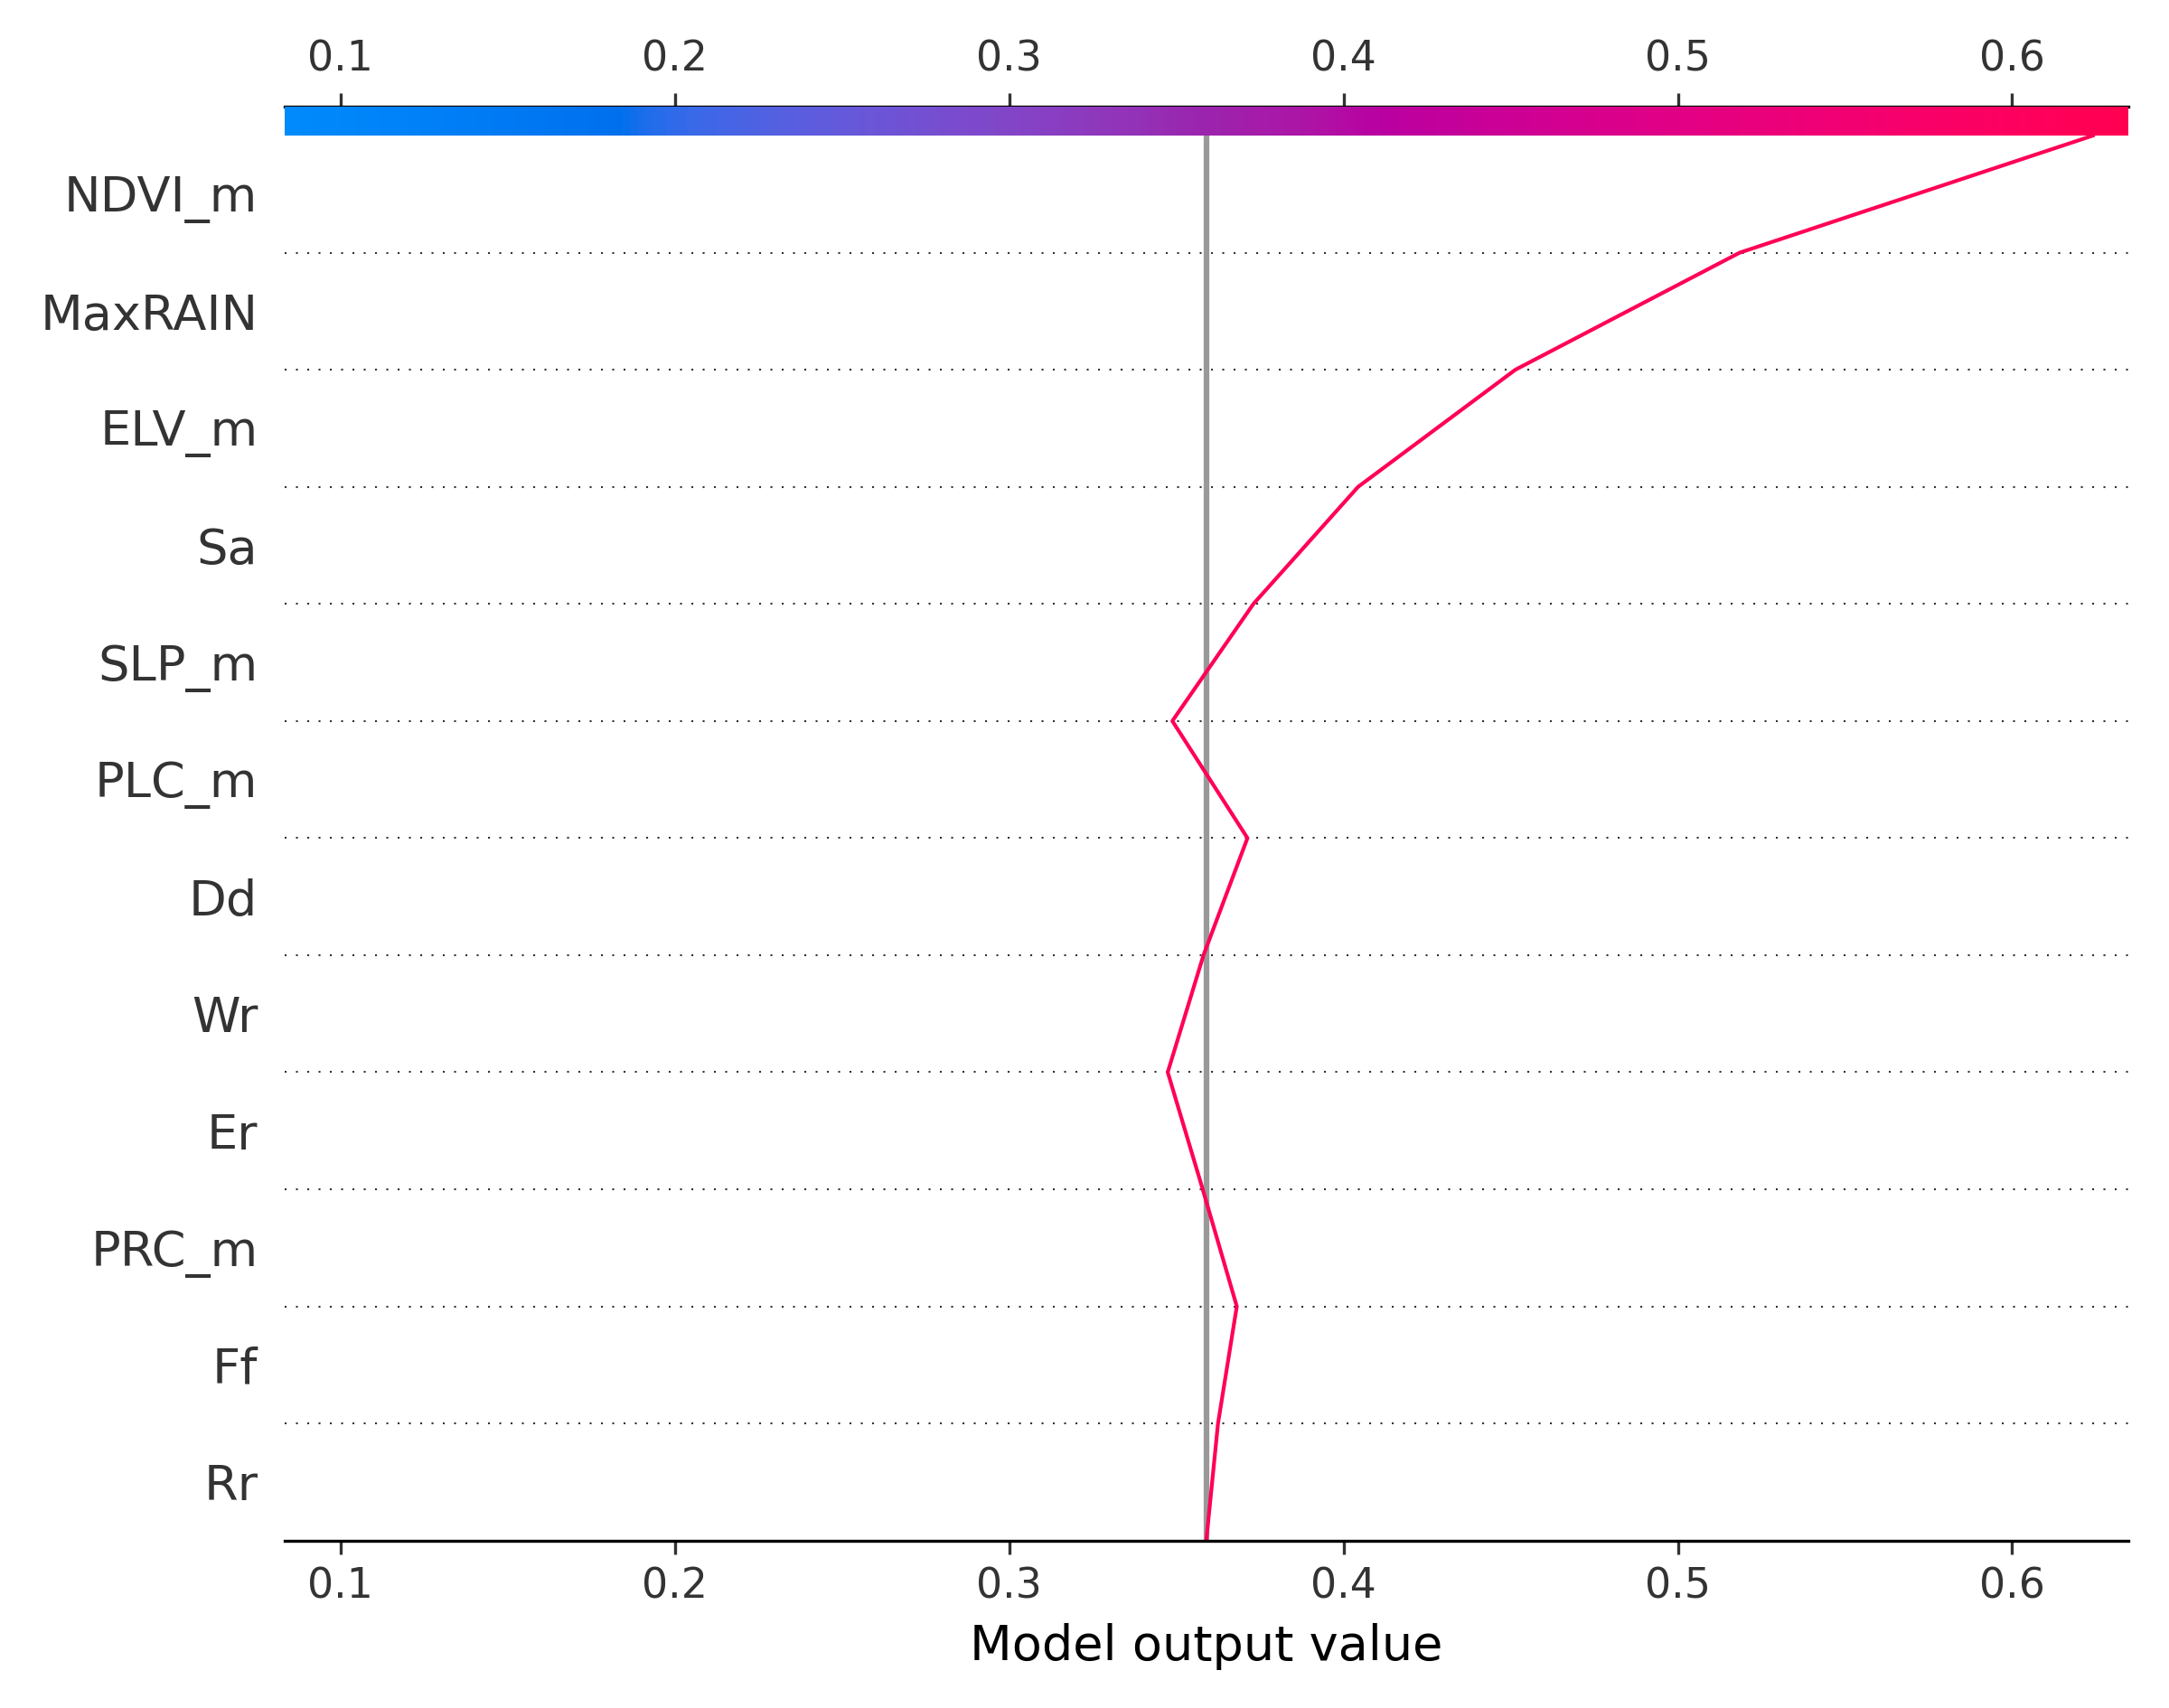 0.1 0.2 0.3 0.4 0.5 0.6
NDVI_m
MaxRAIN
ELV_m
Sa
SLP_m
PLC_m
Dd
Wr
Er
PRC_m
Ff
Rr
0.1 0.2 0.3 0.4 0.5 0.6
Model output value